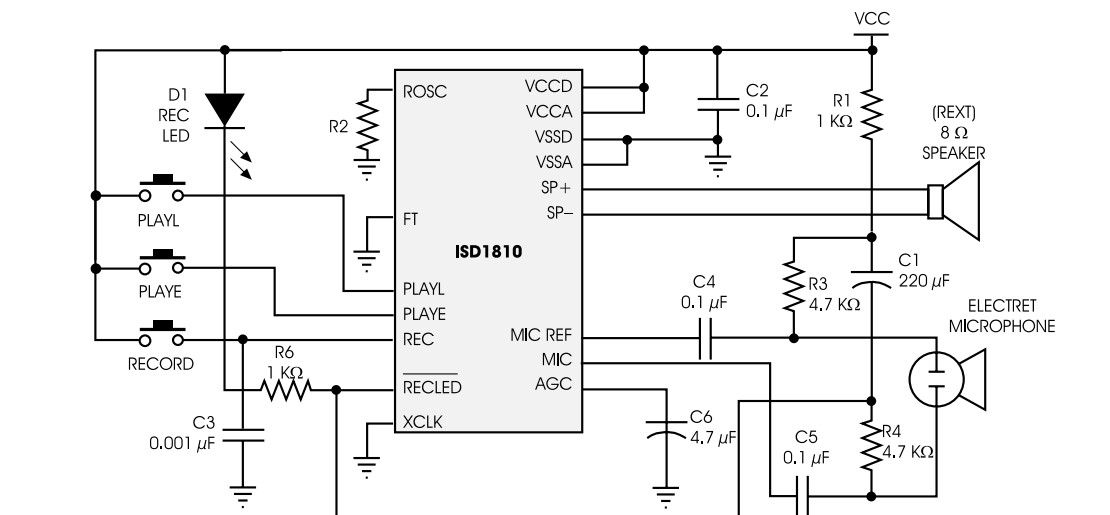 VCC
D1
REC
LED
R2
ROSC
VCCD
VCCA
VSSD
VSSA
SP+
SP–
C2
0.1 µF
R1
1 KΩ
(REXT)
8 Ω
SPEAKER
PLAYL
FT
ISD1810
PLAYE
PLAYL
PLAYE
REC
RECORD
R6
1 KΩ
RECLED
XCLK
C3
0.001 µF
MIC REF
MIC
AGC
C4
0.1 µF
R3
4.7 KΩ
C1
220 µF
ELECTRET
MICROPHONE
C6
4.7 µF
C5
0.1 µF
R4
4.7 KΩ